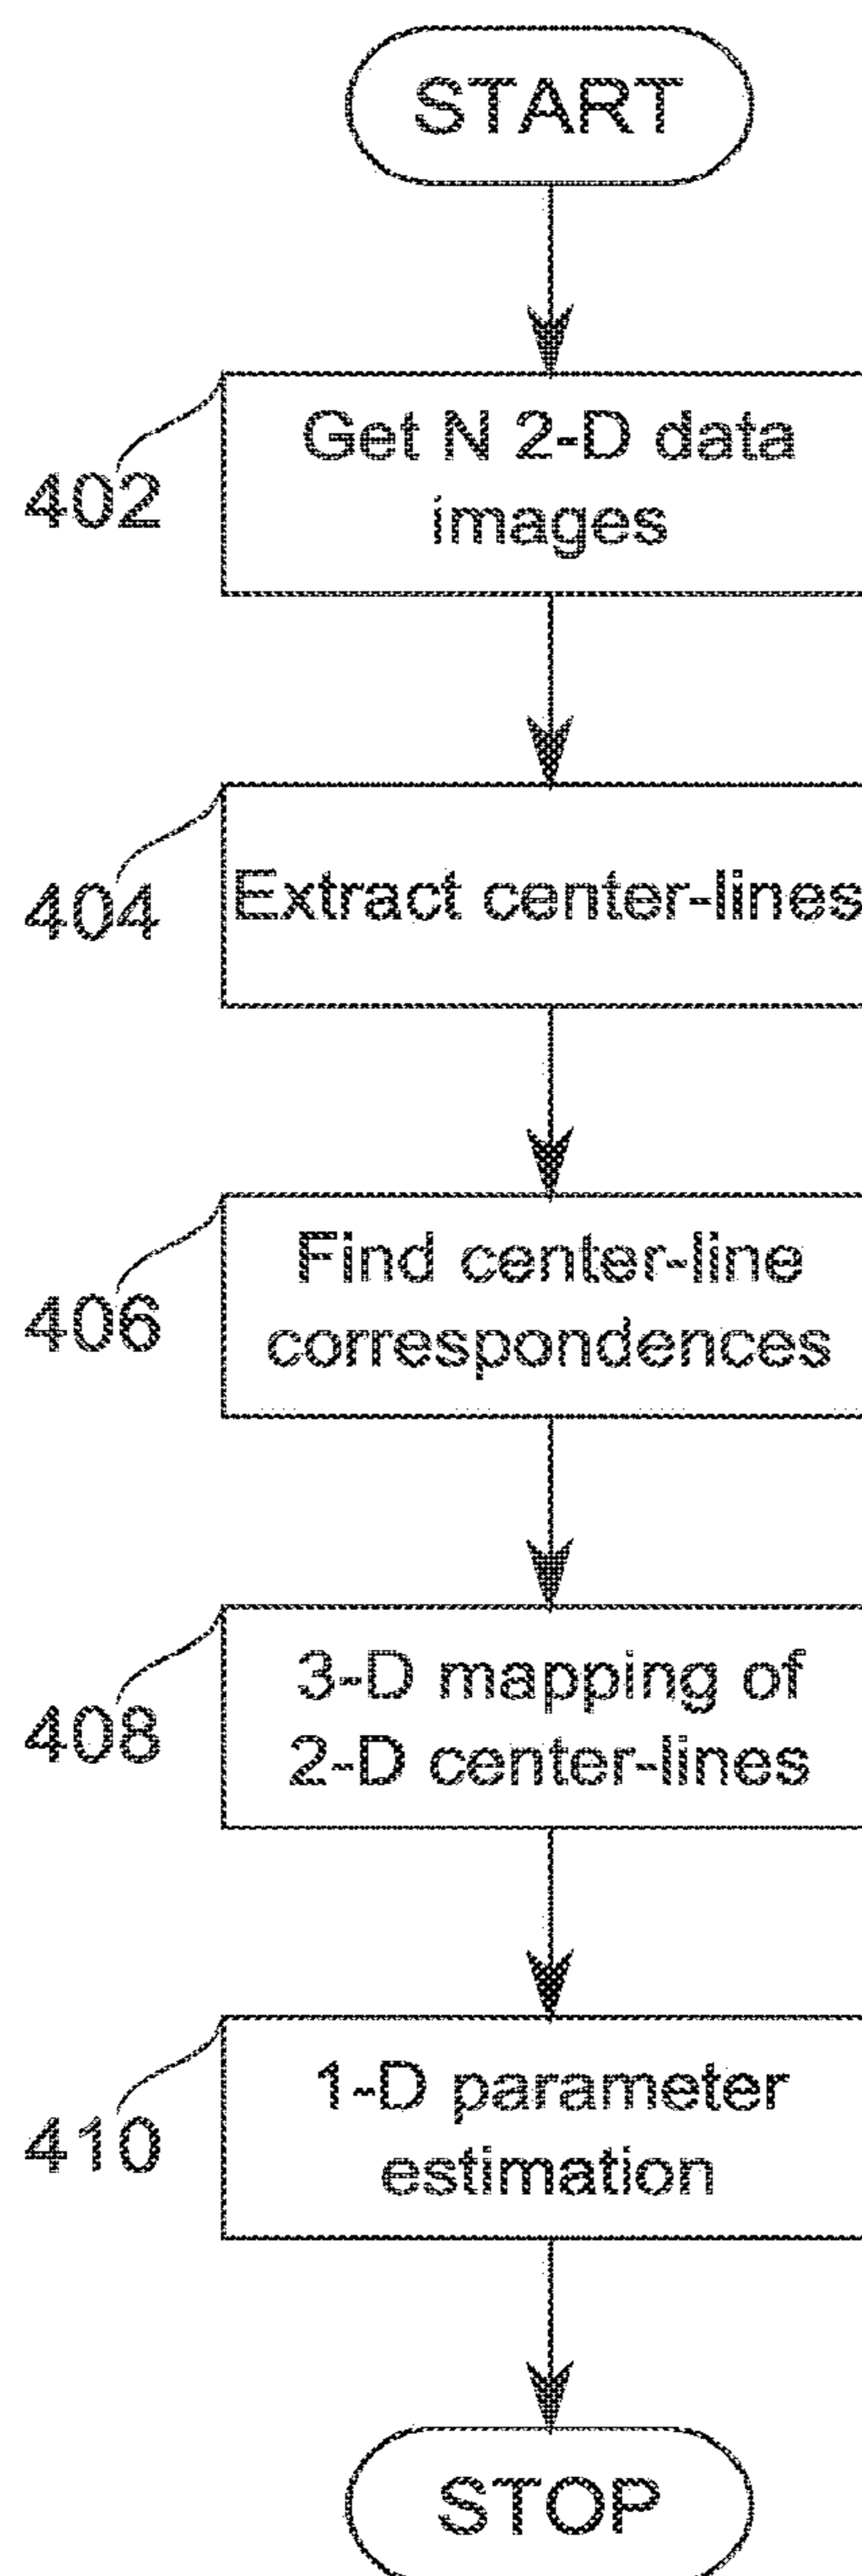 START
402
Get N 2-D data
images
404
Extract center-lines
406
Find center-line
correspondences
408
3-D mapping of
2-D center-lines
410
1-D parameter
estimation
STOP